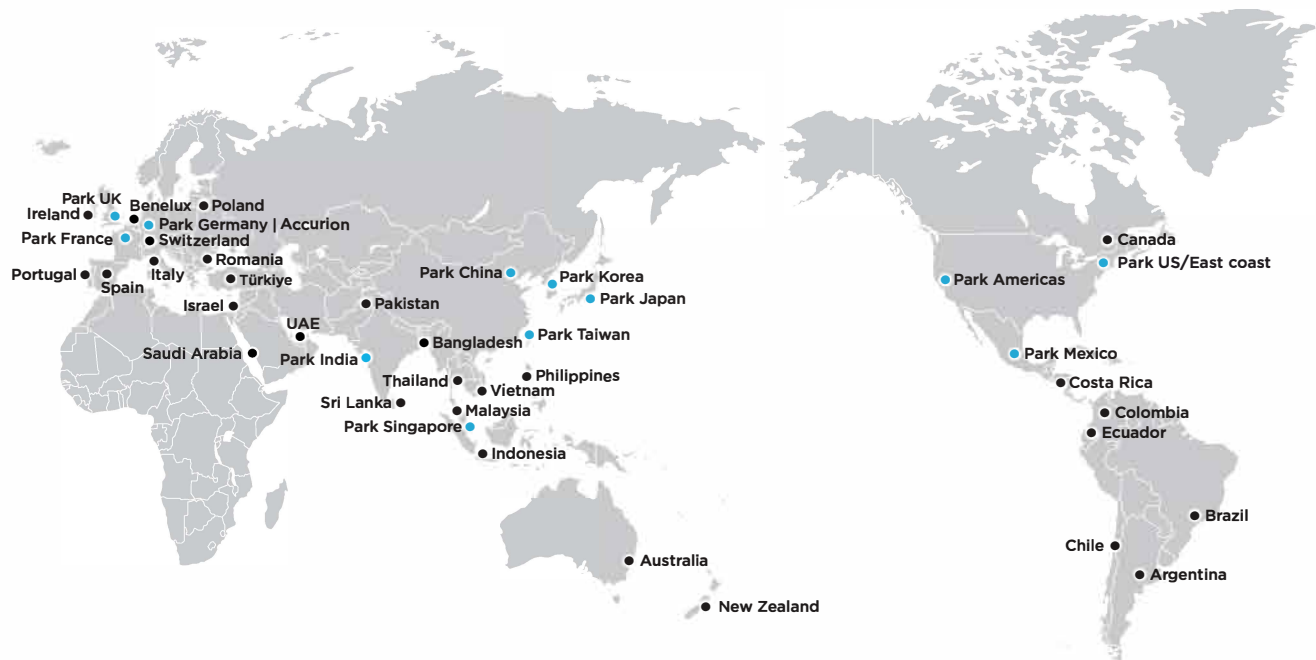 Park UK
Benelux
Poland
Ireland
Park Germany | Accurion
Park France
Switzerland
Portugal
Spain
Italy
Romania
Türkiye
Israel
Pakistan
UAE
Saudi Arabia
Park India
Bangladesh
Park China
Park Korea
Park Japan
Park Taiwan
Thailand
Philippines
Vietnam
Sri Lanka
Malaysia
Park Singapore
Indonesia
Australia
New Zealand
Canada
Park US/East coast
Park Americas
Park Mexico
Costa Rica
Colombia
Ecuador
Brazil
Chile
Argentina